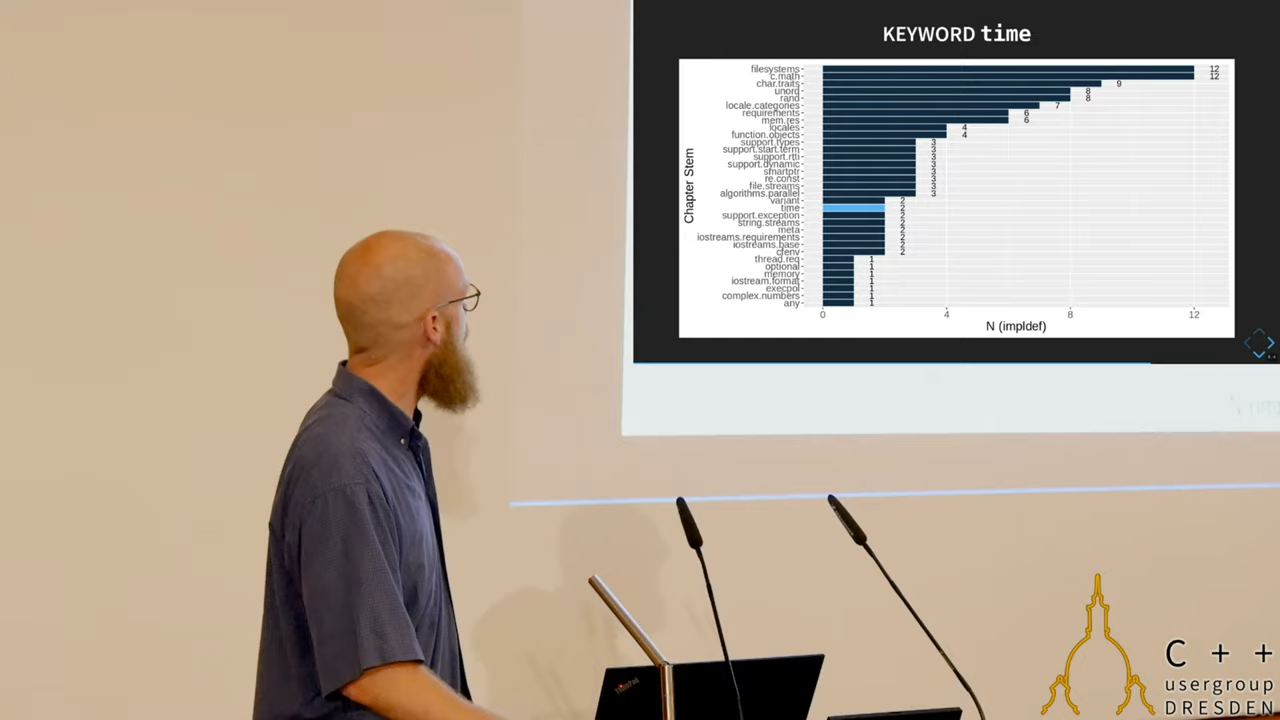 KEYWORD time
filesystems 12
c.math 12
char.traits 9
unord 8
rand 8
locale.categories 7
requirements 6
mem.res 6
locales 4
function.objects 4
support.types 3
support.start.term 3
support.rtti 3
support.dynamic 3
smartptr 3
re.const 3
file.streams 3
algorithms.parallel 3
variant 2
time 2
support.exception 2
string.streams 2
meta 2
iostreams.requirements 2
iostreams.base 2
cfenv 2
thread.req 1
optional 1
memory 1
iostream.format 1
execpol 1
complex.numbers 1
any 1
0 4 8 12
N (impldef)
Chapter Stem
ThinkPad
C + +
usergroup
DRESDEN